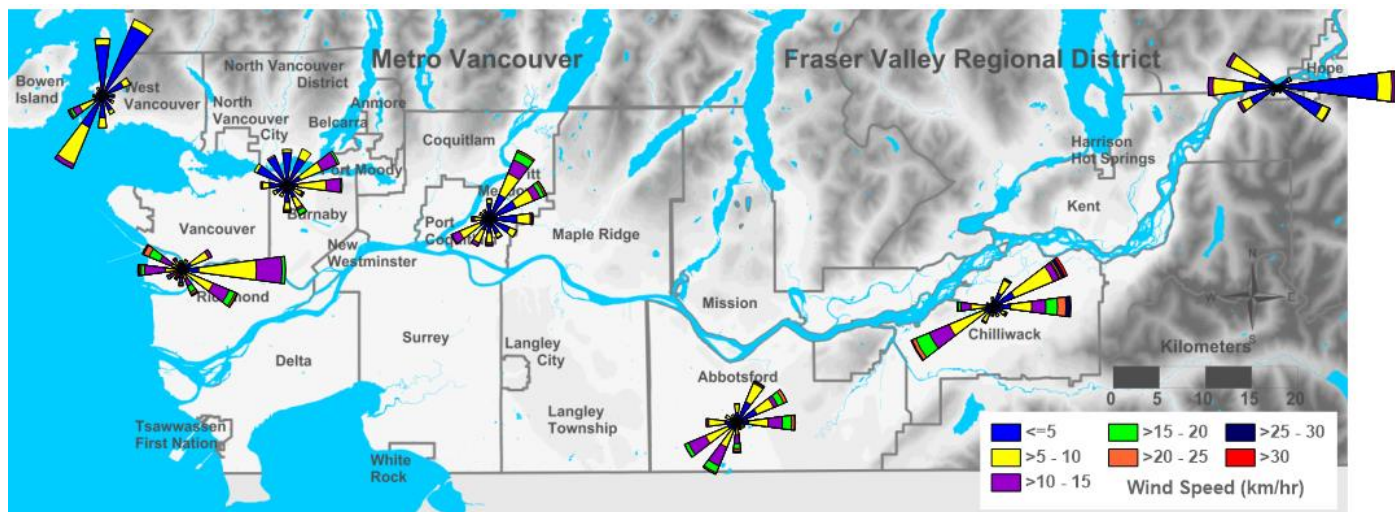 Metro Vancouver
Fraser Valley Regional District
Bowen
Island
West
Vancouver
North Vancouver
District
North
Vancouver
City
Anmore
Belcarra
Port Moody
Coquitlam
Burnaby
Port
Vancouver
New
Westminster
Richmond
Maple Ridge
Mission
Hope
Harrison
Hot Springs
Kent
Chilliwack
Delta
Surrey
Langley
City
Langley
Township
Abbotsford
Tsawwassen
First Nation
White
Rock
N
W
E
S
Kilometers
0 5 10 15 20
<=5
>5 - 10
>10 - 15
>15 - 20
>20 - 25
>25 - 30
>30
Wind Speed (km/hr)